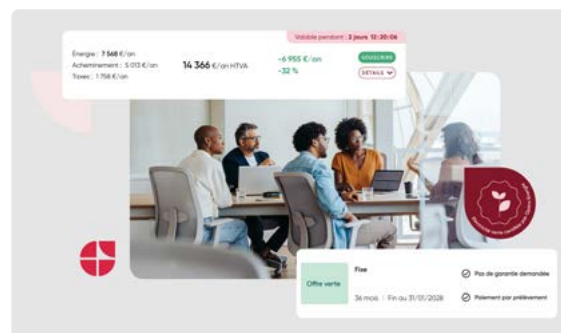 Valable pendant : 2 jours 12:20:06
Énergie : 7 568 €/an
Acheminement : 5 013 €/an
Taxes : 1 758 €/an
14 366 €/an HTVA
-6 955 €/an
-32 %
SOUSCRIRE
DÉTAILS
Offre verte
Fixe
36 mois | Fin au 31/01/2028
Pas de garantie demandée
Paiement par prélèvement